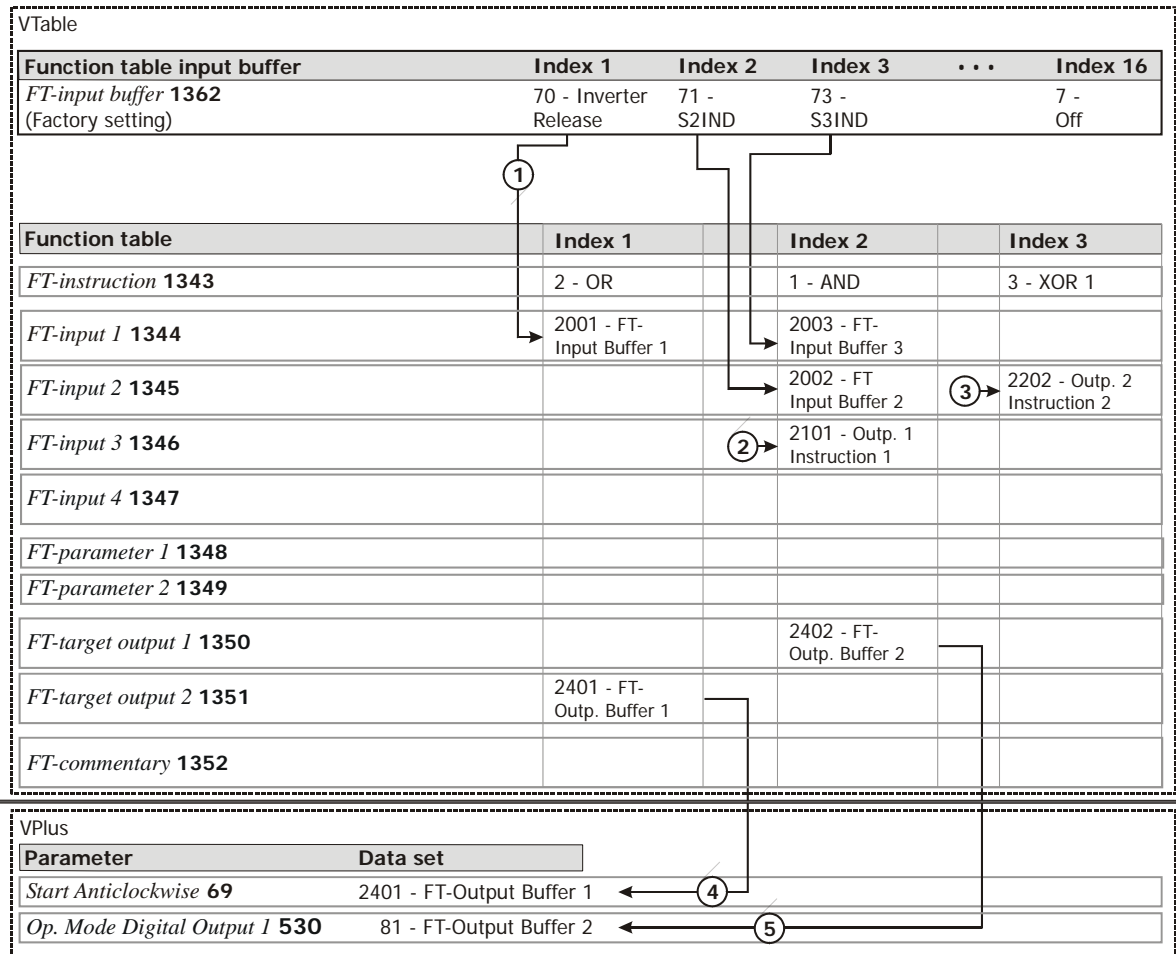 VTable
Function table input buffer Index 1 Index 2 Index 3 • • • Index 16
FT-input buffer 1362 70 - Inverter 71 - 73 - 7 -
(Factory setting) Release S2IND S3IND Off
1
Function table Index 1 Index 2 Index 3
FT-instruction 1343 2 - OR 1 - AND 3 - XOR 1
FT-input 1 1344 2001 - FT- 2003 - FT-
Input Buffer 1 Input Buffer 3
FT-input 2 1345 2002 - FT 3 2202 - Outp. 2
Input Buffer 2 Instruction 2
FT-input 3 1346 2 2101 - Outp. 1
Instruction 1
FT-input 4 1347
FT-parameter 1 1348
FT-parameter 2 1349
FT-target output 1 1350 2402 - FT-
Outp. Buffer 2
FT-target output 2 1351 2401 - FT-
Outp. Buffer 1
FT-commentary 1352
VPlus
Parameter Data set
Start Anticlockwise 69 2401 - FT-Output Buffer 1 4
Op. Mode Digital Output 1 530 81 - FT-Output Buffer 2 5